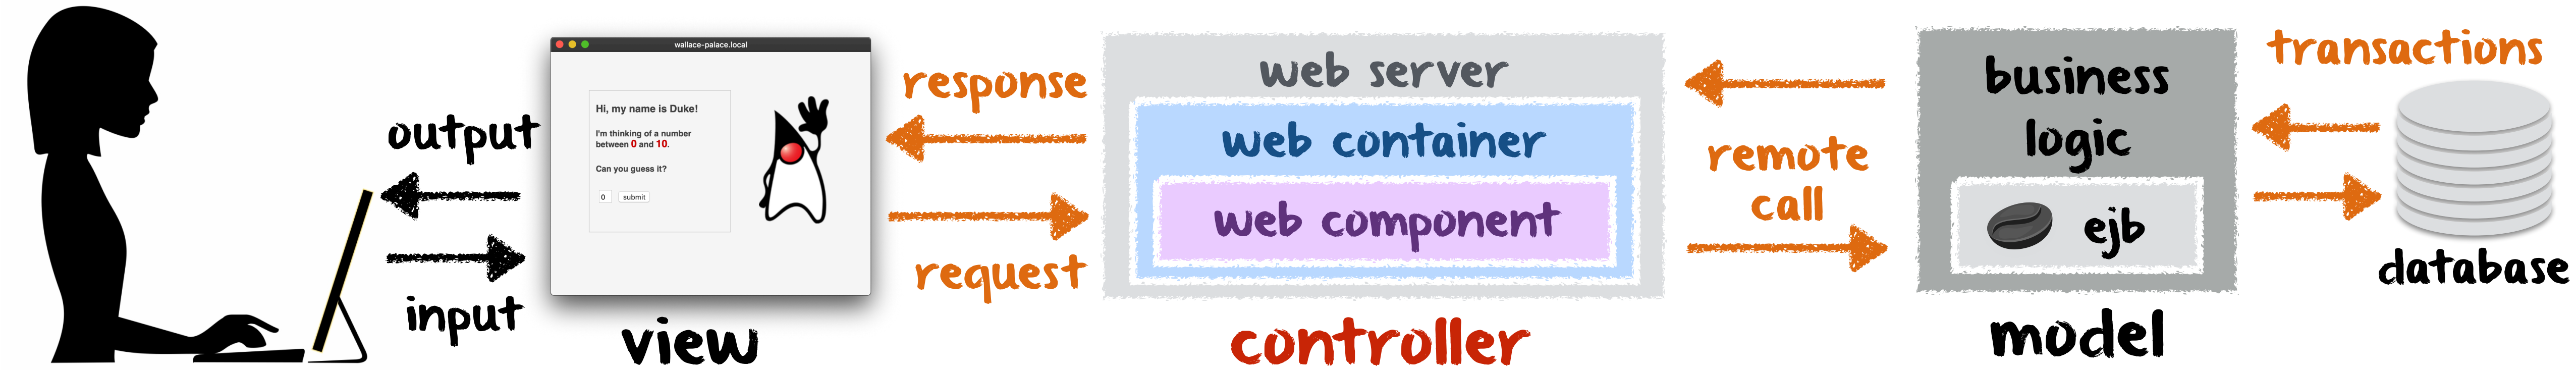 output
input
wallace-palace.local
Hi, my name is Duke!
I'm thinking of a number
between 0 and 10.
Can you guess it?
0 submit
view
response
request
web server
web container
web component
controller
remote
call
business
logic
ejb
model
transactions
database